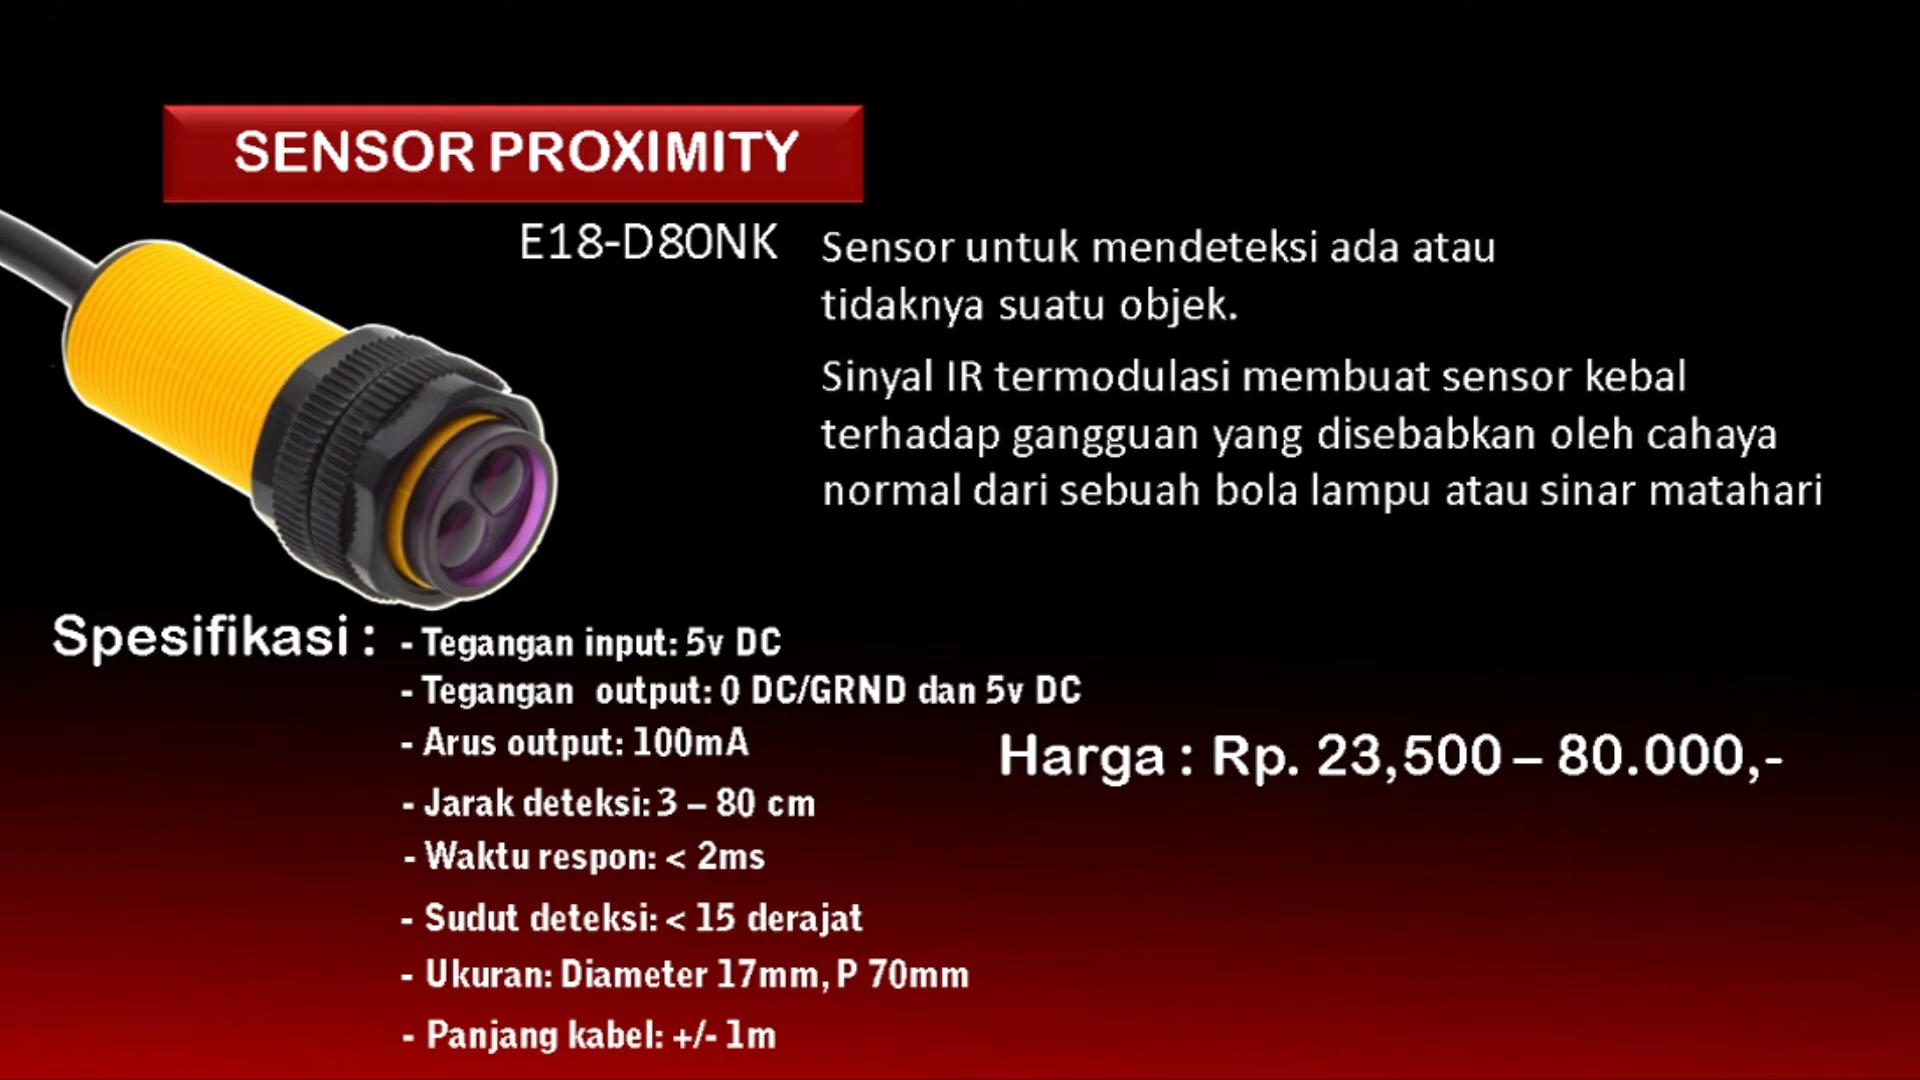 SENSOR PROXIMITY
E18-D80NK
Sensor untuk mendeteksi ada atau
tidaknya suatu objek.
Sinyal IR termodulasi membuat sensor kebal
terhadap gangguan yang disebabkan oleh cahaya
normal dari sebuah bola lampu atau sinar matahari
Spesifikasi :
- Tegangan input: 5v DC
- Tegangan output: 0 DC/GRND dan 5v DC
- Arus output: 100mA
- Jarak deteksi: 3 – 80 cm
- Waktu respon: < 2ms
- Sudut deteksi: < 15 derajat
- Ukuran: Diameter 17mm, P 70mm
- Panjang kabel: +/- 1m
Harga : Rp. 23,500 – 80.000,-